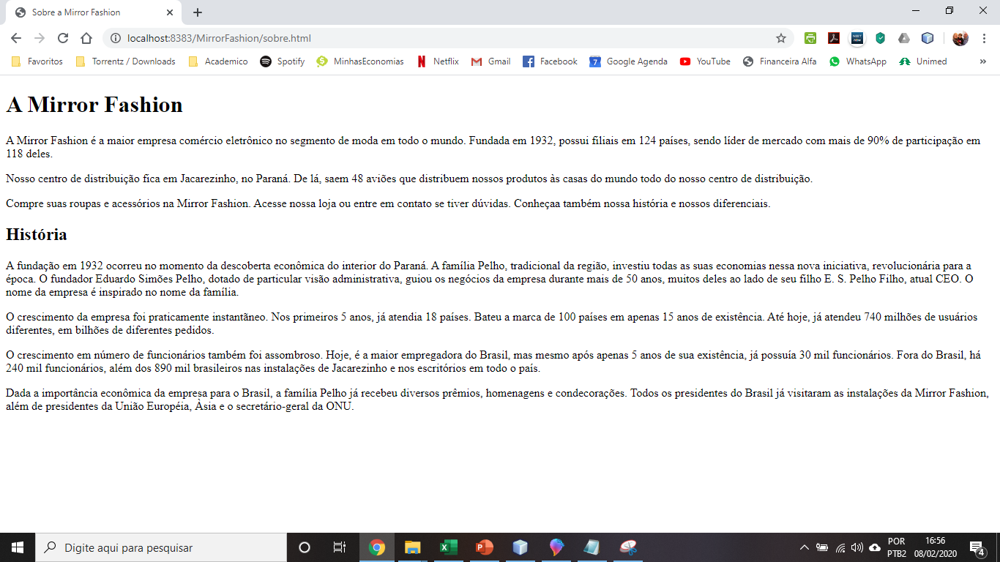 Sobre a Mirror Fashion
localhost:8383/MirrorFashion/sobre.html
Favoritos Torrentz / Downloads Academico Spotify MinhasEconomias Netflix Gmail Facebook 7 Google Agenda YouTube Financeira Alfa WhatsApp Unimed »
A Mirror Fashion
A Mirror Fashion é a maior empresa comércio eletrônico no segmento de moda em todo o mundo. Fundada em 1932, possui filiais em 124 países, sendo líder de mercado com mais de 90% de participação em
118 deles.
Nosso centro de distribuição fica em Jacarezinho, no Paraná. De lá, saem 48 aviões que distribuem nossos produtos às casas do mundo todo do nosso centro de distribuição.
Compre suas roupas e acessórios na Mirror Fashion. Acesse nossa loja ou entre em contato se tiver dúvidas. Conheçaa também nossa história e nossos diferenciais.
História
A fundação em 1932 ocorreu no momento da descoberta econômica do interior do Paraná. A família Pelho, tradicional da região, investiu todas as suas economias nessa nova iniciativa, revolucionária para a
época. O fundador Eduardo Simões Pelho, dotado de particular visão administrativa, guiou os negócios da empresa durante mais de 50 anos, muitos deles ao lado de seu filho E. S. Pelho Filho, atual CEO. O
nome da empresa é inspirado no nome da família.
O crescimento da empresa foi praticamente instantãneo. Nos primeiros 5 anos, já atendia 18 países. Bateu a marca de 100 países em apenas 15 anos de existência. Até hoje, já atendeu 740 milhões de usuários
diferentes, em bilhões de diferentes pedidos.
O crescimento em número de funcionários também foi assombroso. Hoje, é a maior empregadora do Brasil, mas mesmo após apenas 5 anos de sua existência, já possuía 30 mil funcionários. Fora do Brasil, há
240 mil funcionários, além dos 890 mil brasileiros nas instalações de Jacarezinho e nos escritórios em todo o país.
Dada a importância econômica da empresa para o Brasil, a família Pelho já recebeu diversos prêmios, homenagens e condecorações. Todos os presidentes do Brasil já visitaram as instalações da Mirror Fashion,
além de presidentes da União Européia, Àsia e o secretário-geral da ONU.
Digite aqui para pesquisar
POR 16:56
PTB2 08/02/2020 4